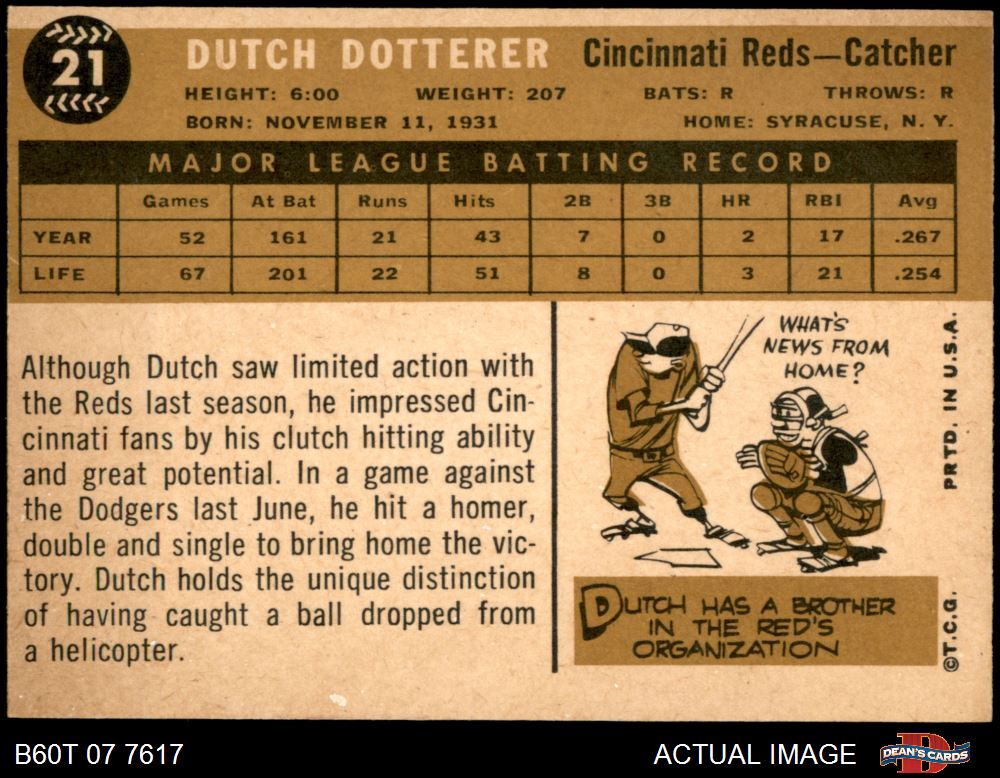 21
DUTCH DOTTERER Cincinnati Reds—Catcher
HEIGHT: 6:00 WEIGHT: 207 BATS: R THROWS: R
BORN: NOVEMBER 11, 1931 HOME: SYRACUSE, N. Y.
MAJOR LEAGUE BATTING RECORD
Games At Bat Runs Hits 2B 3B HR RBI Avg
YEAR 52 161 21 43 7 0 2 17 .267
LIFE 67 201 22 51 8 0 3 21 .254
Although Dutch saw limited action with
the Reds last season, he impressed Cin-
cinnati fans by his clutch hitting ability
and great potential. In a game against
the Dodgers last June, he hit a homer,
double and single to bring home the vic-
tory. Dutch holds the unique distinction
of having caught a ball dropped from
a helicopter.
WHAT'S
NEWS FROM
HOME?
DUTCH HAS A BROTHER
IN THE RED'S
ORGANIZATION
PRTD. IN U.S.A.
©T.C.G.
B60T 07 7617 ACTUAL IMAGE DEAN'S CARDS